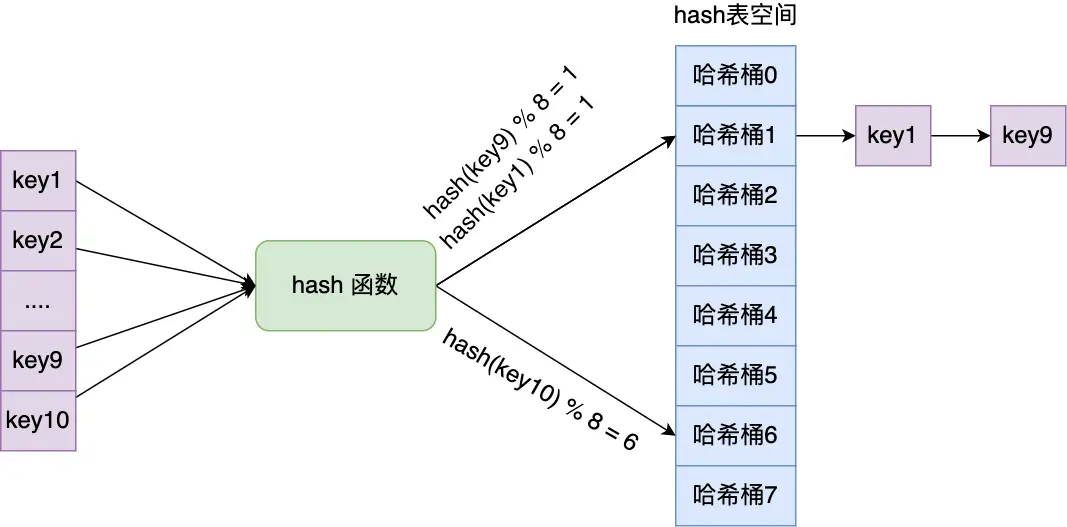 hash表空间
key1
key2
....
key9
key10
hash 函数
hash(key9) % 8 = 1
hash(key1) % 8 = 1
hash(key10) % 8 = 6
哈希桶0
哈希桶1
哈希桶2
哈希桶3
哈希桶4
哈希桶5
哈希桶6
哈希桶7
key1
key9